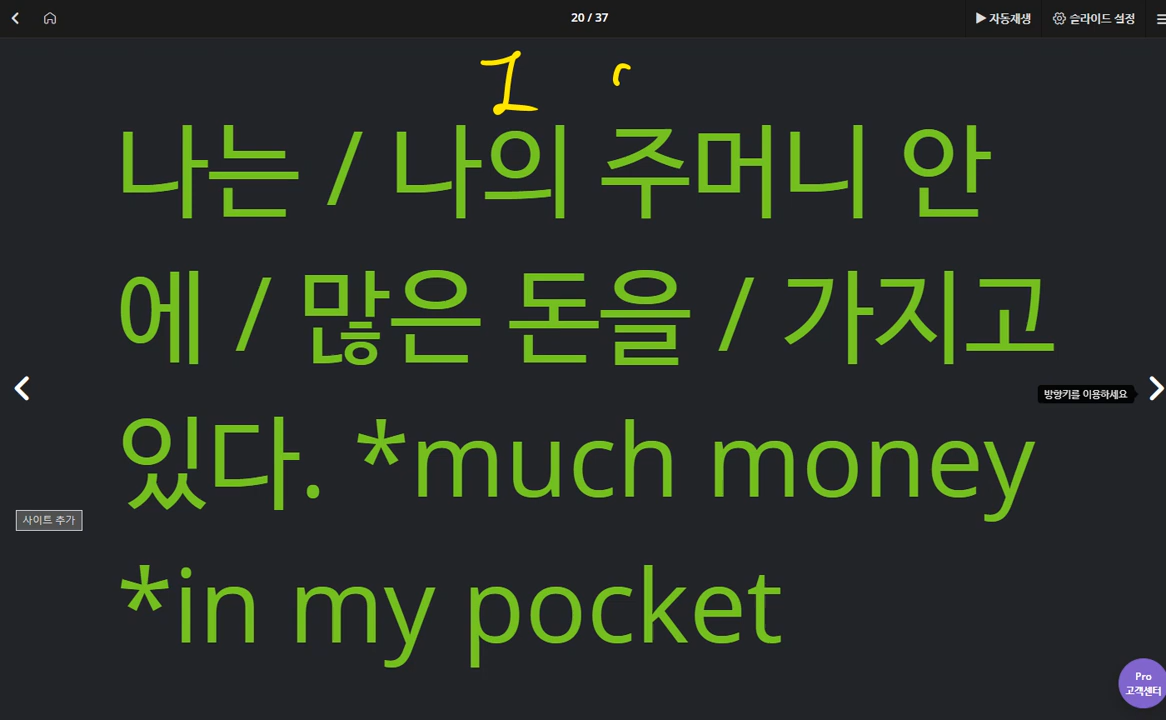 20 / 37
자동재생
슬라이드 설정
I
나는 / 나의 주머니 안
에 / 많은 돈을 / 가지고
방향키를 이용하세요
있다. *much money
사이트 추가
*in my pocket
Pro
고객센터